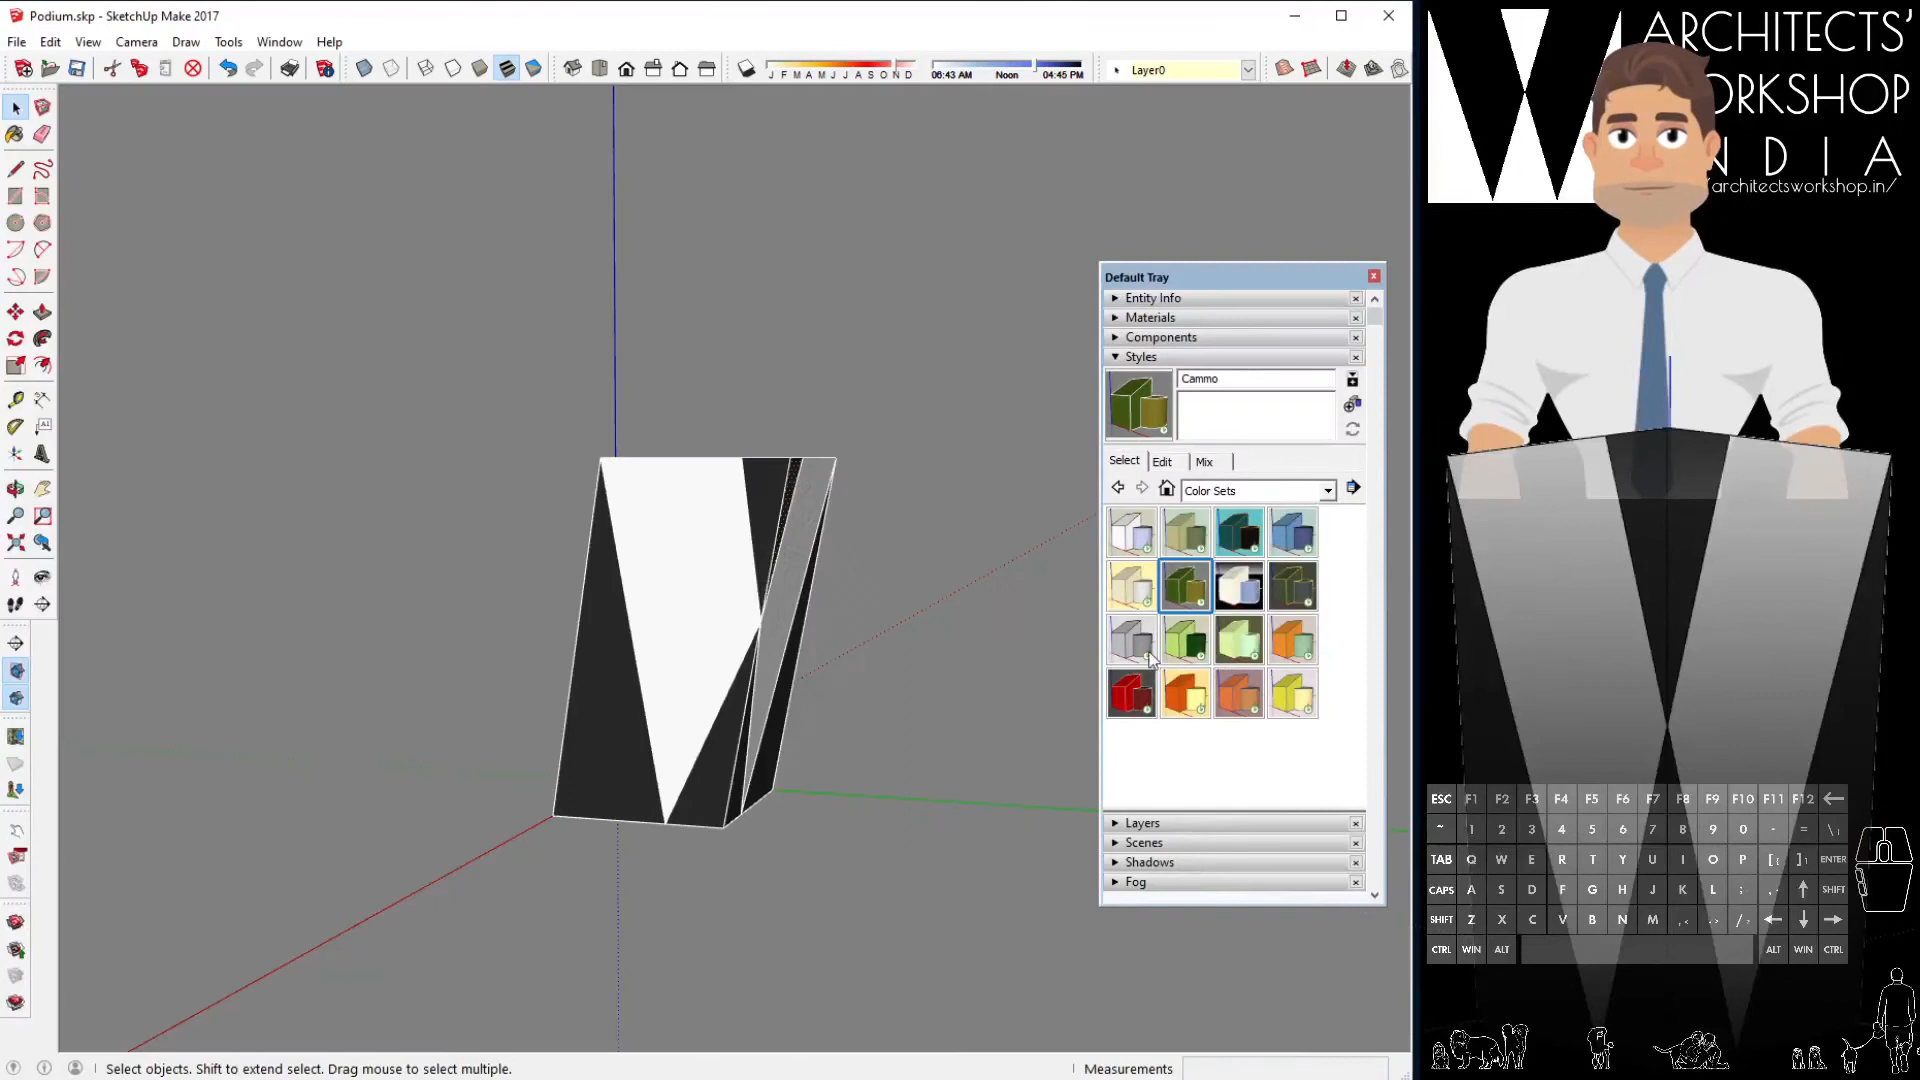 Podium.skp - SketchUp Make 2017
File Edit View Camera Draw Tools Window Help
J F M A M J J A S O N D
06:43 AM Noon 04:45 PM
Layer0
A1
Default Tray
Entity Info
Materials
Components
Styles
Cammo
Select Edit Mix
Color Sets
Layers
Scenes
Shadows
Fog
Select objects. Shift to extend select. Drag mouse to select multiple.
Measurements
ARCHITECTS'
ORKSHOP
NDIA
/architectsworkshop.in/
ESC F1 F2 F3 F4 F5 F6 F7 F8 F9 F10 F11 F12
~ 1 2 3 4 5 6 7 8 9 0 - =
TAB Q W E R T Y U I O P ENTER
CAPS A S D F G H J K L ; SHIFT
SHIFT Z X C V B N M
CTRL WIN ALT ALT WIN CTRL